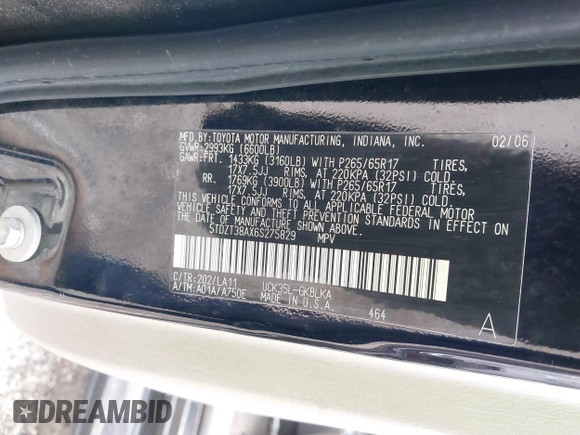 MFD.BY:TOYOTA MOTOR MANUFACTURING, INDIANA, INC. 02/06
GVWR:2993KG (6600LB)
GAWR:FRT. 1433KG (3160LB) WITH P265/65R17 TIRES,
17X7.5JJ RIMS, AT 220KPA (32PSI) COLD.
RR. 1769KG (3900LB) WITH P265/65R17 TIRES,
17X7.5JJ RIMS, AT 220KPA (32PSI) COLD.
THIS VEHICLE CONFORMS TO ALL APPLICABLE FEDERAL MOTOR
VEHICLE SAFETY AND THEFT PREVENTION STANDARDS IN EFFECT
ON THE DATE OF MANUFACTURE SHOWN ABOVE.
5TDZT38AX6S275829 MPV
C/TR:202/LA11 UCK35L-GKBLKA
A/TM:A01A/A750E MADE IN U.S.A. 464 A
DREAMBID